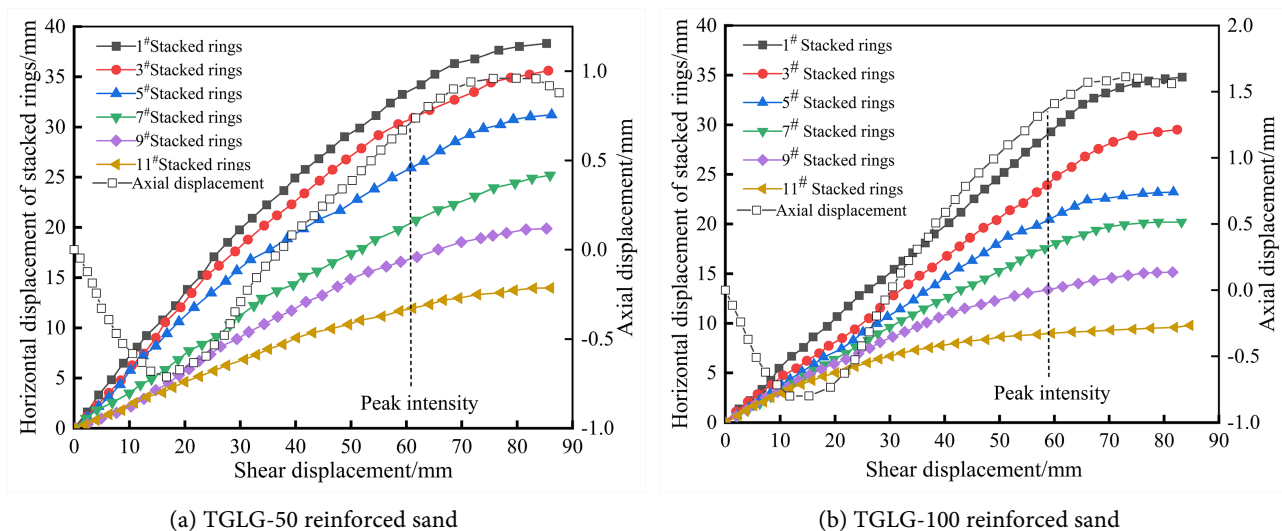 Horizontal displacement of stacked rings/mm
40
35
30
25
20
15
10
5
0
1# Stacked rings
3# Stacked rings
5# Stacked rings
7# Stacked rings
9# Stacked rings
11# Stacked rings
Axial displacement
Peak intensity
0 10 20 30 40 50 60 70 80 90
Shear displacement/mm
1.0
0.5
0.0
-0.5
-1.0
Axial displacement/mm
(a) TGLG-50 reinforced sand
Horizontal displacement of stacked rings/mm
40
35
30
25
20
15
10
5
0
1# Stacked rings
3# Stacked rings
5# Stacked rings
7# Stacked rings
9# Stacked rings
11# Stacked rings
Axial displacement
Peak intensity
0 10 20 30 40 50 60 70 80 90
Shear displacement/mm
2.0
1.5
1.0
0.5
0.0
-0.5
-1.0
Axial displacement/mm
(b) TGLG-100 reinforced sand